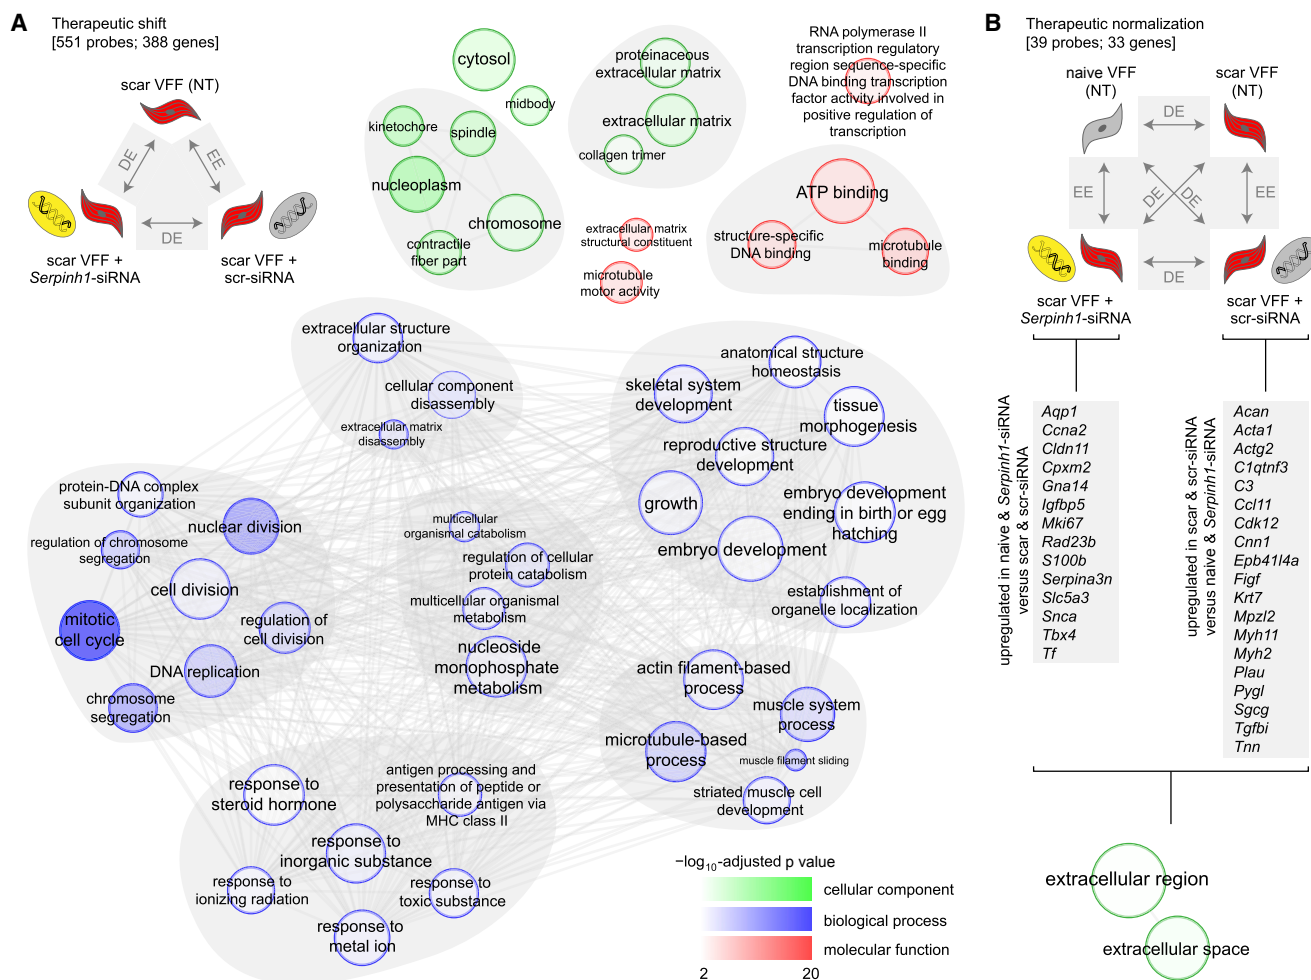 A
Therapeutic shift
[551 probes; 388 genes]
scar VFF (NT)
DE
EE
DE
scar VFF +
Serpinh1-siRNA
scar VFF +
scr-siRNA
cytosol
midbody
kinetochore
spindle
nucleoplasm
chromosome
contractile
fiber part
proteinaceous
extracellular matrix
extracellular matrix
collagen trimer
RNA polymerase II
transcription regulatory
region sequence-specific
DNA binding transcription
factor activity involved in
positive regulation of
transcription
extracellular matrix
structural constituent
microtubule
motor activity
ATP binding
structure-specific
DNA binding
microtubule
binding
extracellular structure
organization
cellular component
disassembly
extracellular matrix
disassembly
anatomical structure
homeostasis
skeletal system
development
tissue
morphogenesis
reproductive structure
development
growth
embryo development
ending in birth or egg
hatching
embryo development
establishment of
organelle localization
protein-DNA complex
subunit organization
nuclear division
regulation of chromosome
segregation
cell division
mitotic
cell cycle
regulation of
cell division
DNA replication
chromosome
segregation
multicellular
organismal catabolism
regulation of cellular
protein catabolism
multicellular organismal
metabolism
nucleoside
monophosphate
metabolism
actin filament-based
process
muscle system
process
microtubule-based
process
muscle filament sliding
striated muscle cell
development
response to
steroid hormone
antigen processing and
presentation of peptide or
polysaccharide antigen via
MHC class II
response to
inorganic substance
response to
ionizing radiation
response to
toxic substance
response to
metal ion
−log10-adjusted p value
cellular component
biological process
molecular function
2
20
B
Therapeutic normalization
[39 probes; 33 genes]
naive VFF
(NT)
scar VFF
(NT)
DE
EE
DE
DE
EE
DE
scar VFF +
Serpinh1-siRNA
scar VFF +
scr-siRNA
upregulated in naive & Serpinh1-siRNA
versus scar & scr-siRNA
Aqp1
Ccna2
Cldn11
Cpxm2
Gna14
Igfbp5
Mki67
Rad23b
S100b
Serpina3n
Slc5a3
Snca
Tbx4
Tf
upregulated in scar & scr-siRNA
versus naive & Serpinh1-siRNA
Acan
Acta1
Actg2
C1qtnf3
C3
Ccl11
Cdk12
Cnn1
Epb41l4a
Figf
Krt7
Mpzl2
Myh11
Myh2
Plau
Pygl
Sgcg
Tgfbi
Tnn
extracellular region
extracellular space